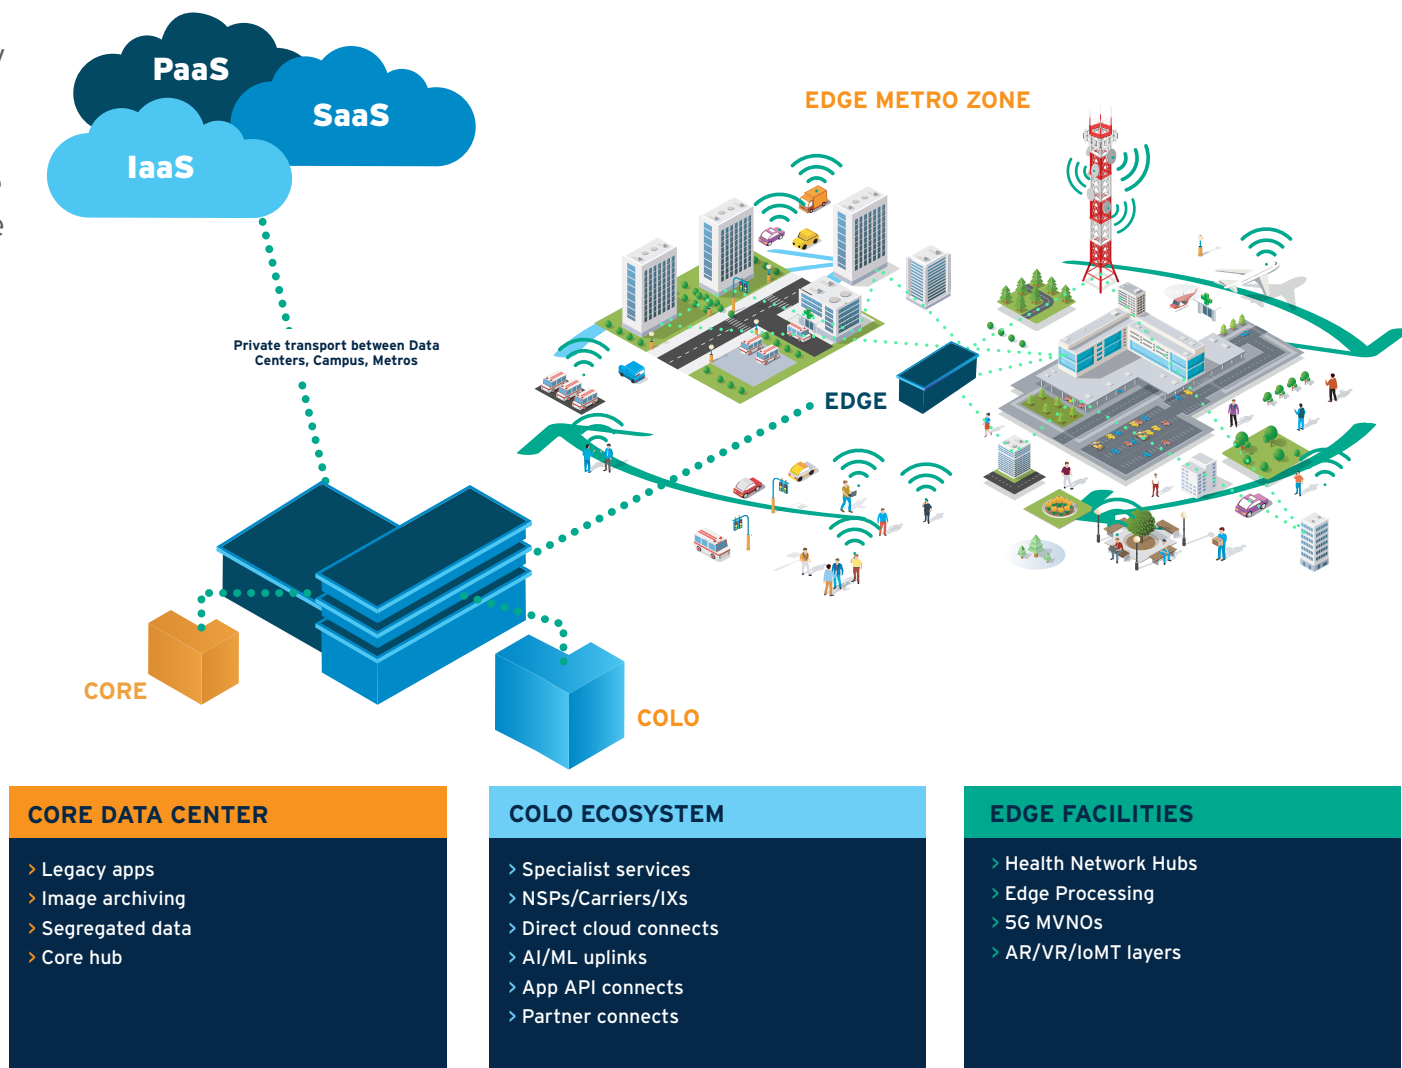 PaaS
SaaS
IaaS
EDGE METRO ZONE
Private transport between Data
Centers, Campus, Metros
EDGE
CORE
COLO
CORE DATA CENTER
> Legacy apps
> Image archiving
> Segregated data
> Core hub
COLO ECOSYSTEM
> Specialist services
> NSPs/Carriers/IXs
> Direct cloud connects
> AI/ML uplinks
> App API connects
> Partner connects
EDGE FACILITIES
> Health Network Hubs
> Edge Processing
> 5G MVNOs
> AR/VR/IoMT layers